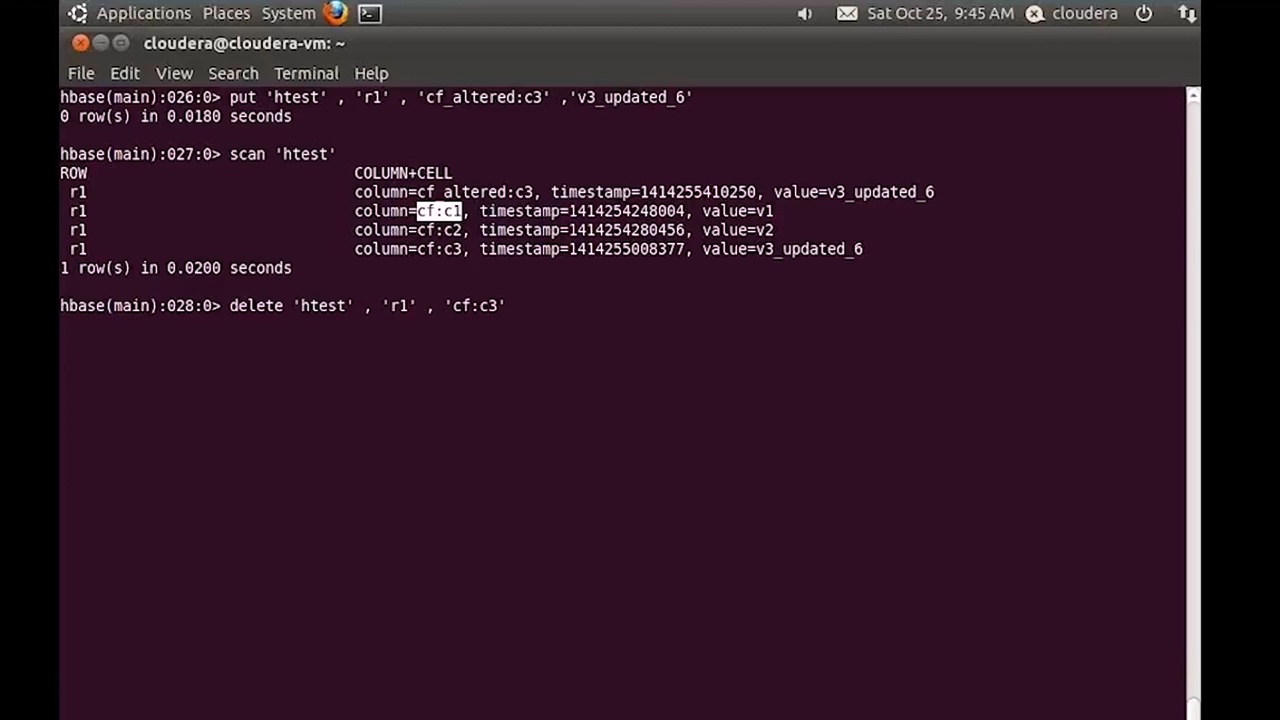 Applications Places System Sat Oct 25, 9:45 AM cloudera
cloudera@cloudera-vm: ~
File Edit View Search Terminal Help
hbase(main):026:0> put 'htest' , 'r1' , 'cf_altered:c3' ,'v3_updated_6'
0 row(s) in 0.0180 seconds
hbase(main):027:0> scan 'htest'
ROW COLUMN+CELL
r1 column=cf_altered:c3, timestamp=1414255410250, value=v3_updated_6
r1 column=cf:c1, timestamp=1414254248004, value=v1
r1 column=cf:c2, timestamp=1414254280456, value=v2
r1 column=cf:c3, timestamp=1414255008377, value=v3_updated_6
1 row(s) in 0.0200 seconds
hbase(main):028:0> delete 'htest' , 'r1' , 'cf:c3'